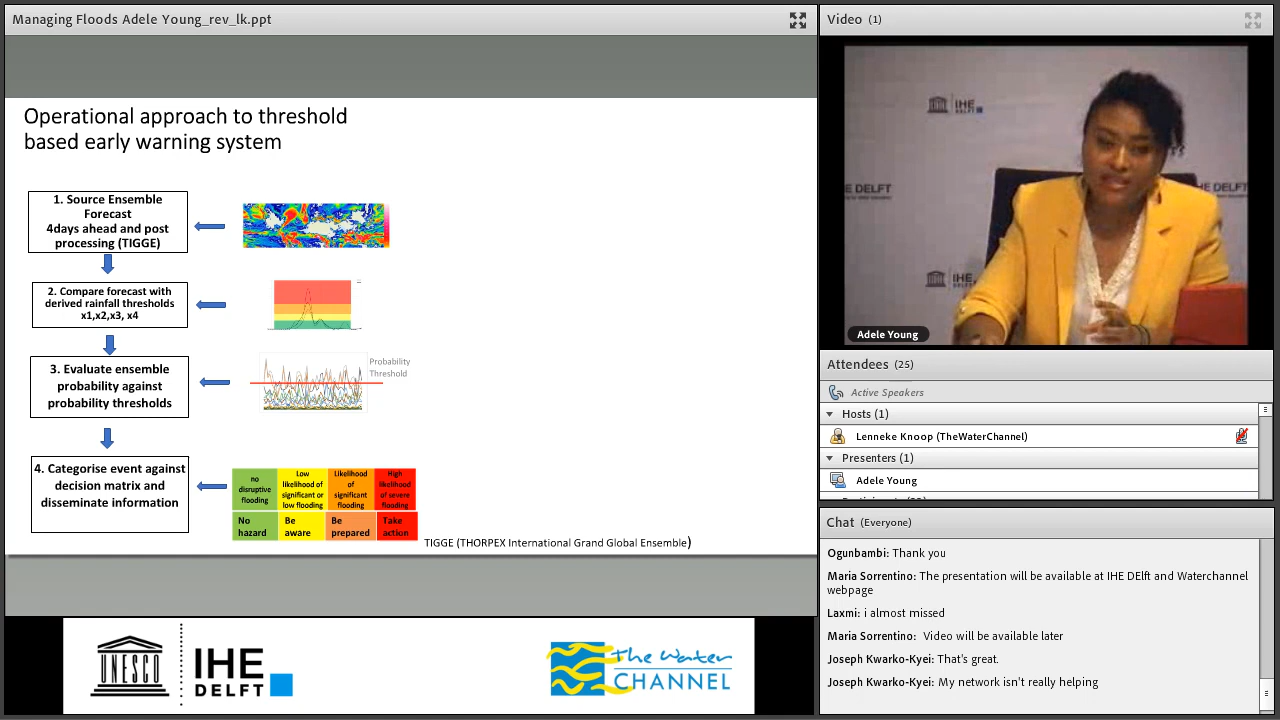 Managing Floods Adele Young_rev_lk.ppt
Operational approach to threshold
based early warning system
1. Source Ensemble
Forecast
4days ahead and post
processing (TIGGE)
2. Compare forecast with
derived rainfall thresholds
x1,x2,x3, x4
Probability
Threshold
3. Evaluate ensemble
probability against
probability thresholds
4. Categorise event against
decision matrix and
disseminate information
no
disruptive
flooding
Low
likelihood of
significant or
low flooding
Likelihood
of
significant
flooding
High
likelihood
of severe
flooding
No
hazard
Be
aware
Be
prepared
Take
action
TIGGE (THORPEX International Grand Global Ensemble)
UNESCO
IHE
DELFT
The Water
CHANNEL
Video (1)
IHE
DELFT
IHE DELFT
IHE DELFT
IHE
Adele Young
Attendees (25)
Active Speakers
Hosts (1)
Lenneke Knoop (TheWaterChannel)
Presenters (1)
Adele Young
Chat (Everyone)
Ogunbambi: Thank you
Maria Sorrentino: The presentation will be available at IHE DElft and Waterchannel
webpage
Laxmi: i almost missed
Maria Sorrentino: Video will be available later
Joseph Kwarko-Kyei: That's great.
Joseph Kwarko-Kyei: My network isn't really helping